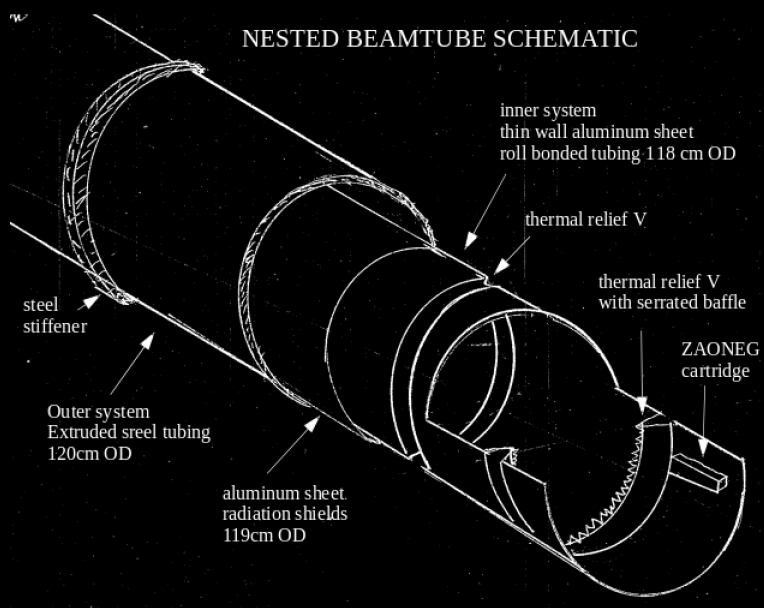 NESTED BEAMTUBE SCHEMATIC
inner system
thin wall aluminum sheet
roll bonded tubing 118 cm OD
thermal relief V
thermal relief V
with serrated baffle
ZAONEG
cartridge
steel
stiffener
Outer system
Extruded sreel tubing
120cm OD
aluminum sheet
radiation shields
119cm OD